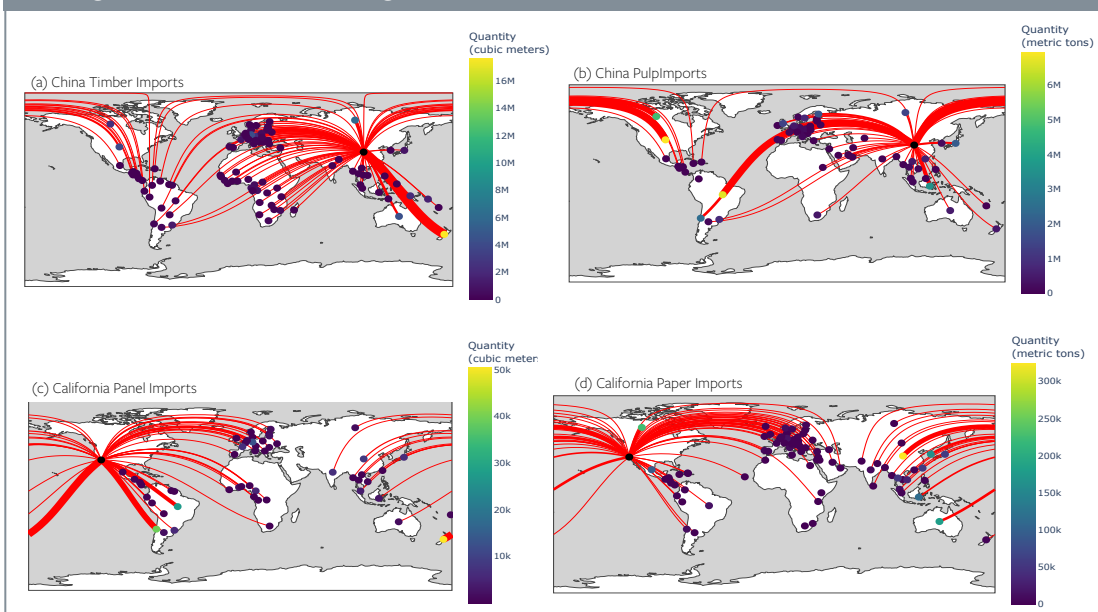 Quantity
(cubic meters)
(a) China Timber Imports
16M
14M
12M
10M
8M
6M
4M
2M
0
Quantity
(metric tons)
(b) China PulpImports
6M
5M
4M
3M
2M
1M
0
Quantity
(cubic meter
(c) California Panel Imports
50k
40k
30k
20k
10k
Quantity
(metric tons)
(d) California Paper Imports
300k
250k
200k
150k
100k
50k
0